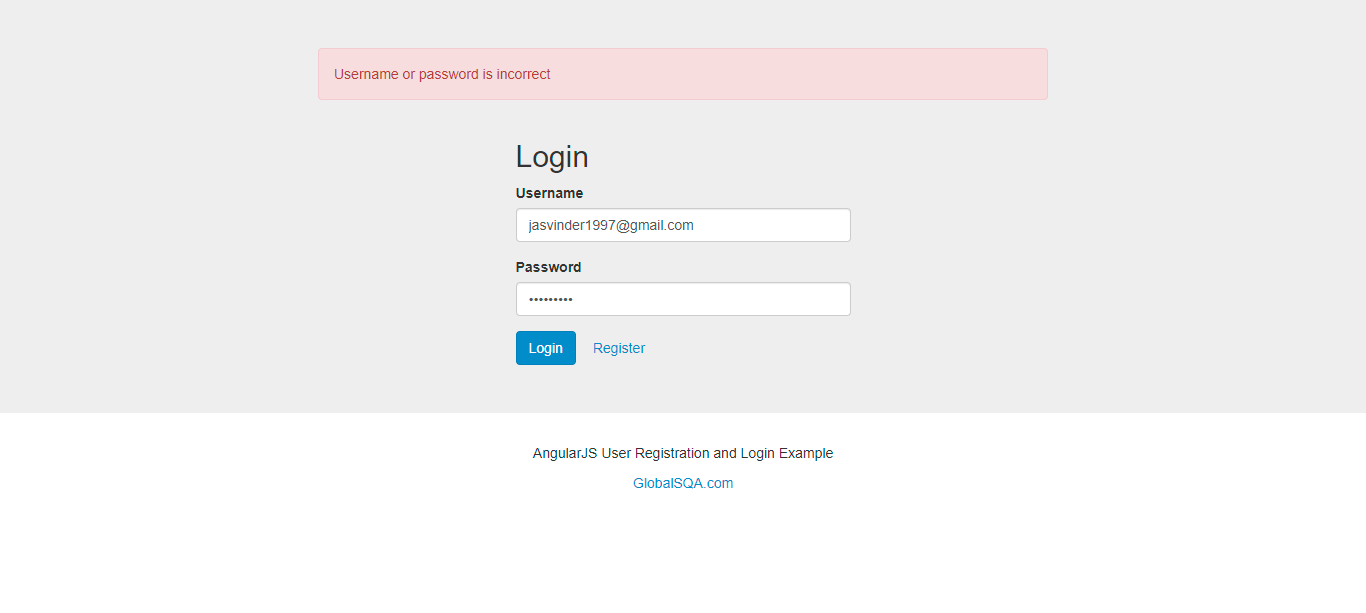 Username or password is incorrect
Login
Username
jasvinder1997@gmail.com
Password
•••••••••
Login Register
AngularJS User Registration and Login Example
GlobalSQA.com